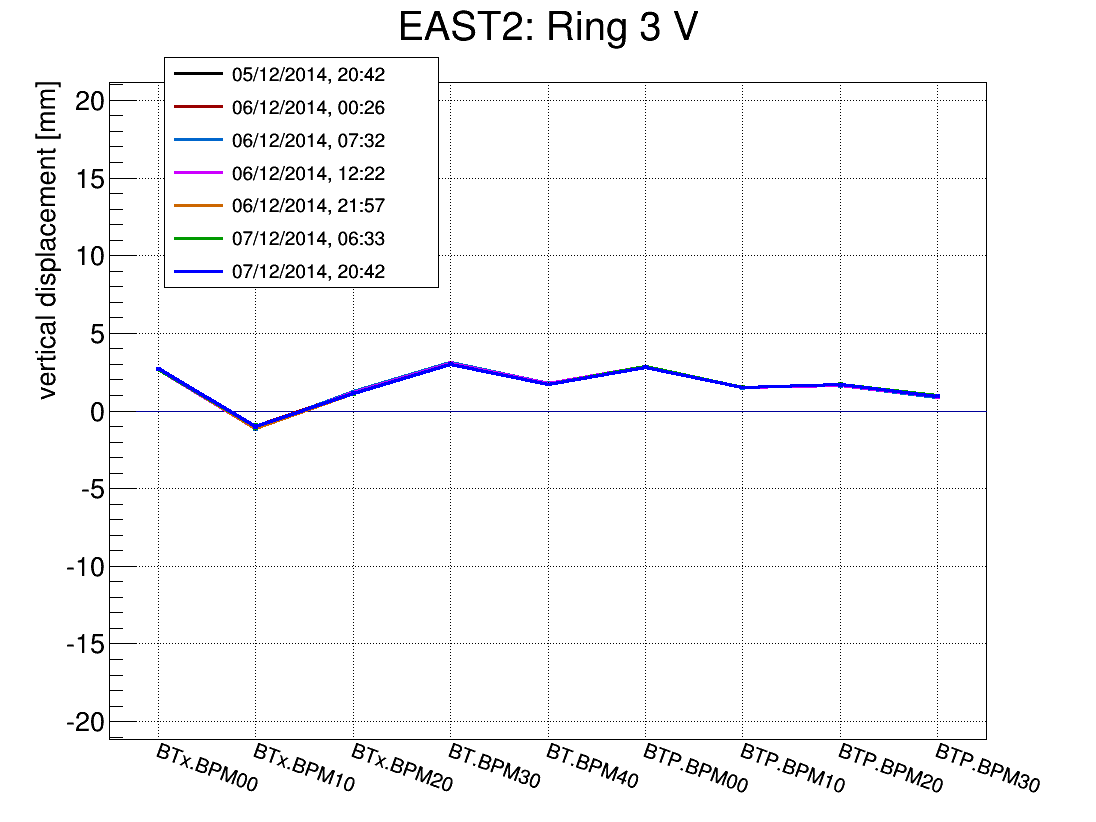 EAST2: Ring 3 V
05/12/2014, 20:42
06/12/2014, 00:26
06/12/2014, 07:32
06/12/2014, 12:22
06/12/2014, 21:57
07/12/2014, 06:33
07/12/2014, 20:42
vertical displacement [mm]
20
15
10
5
0
-5
-10
-15
-20
BTx.BPM00
BTx.BPM10
BTx.BPM20
BT.BPM30
BT.BPM40
BTP.BPM00
BTP.BPM10
BTP.BPM20
BTP.BPM30